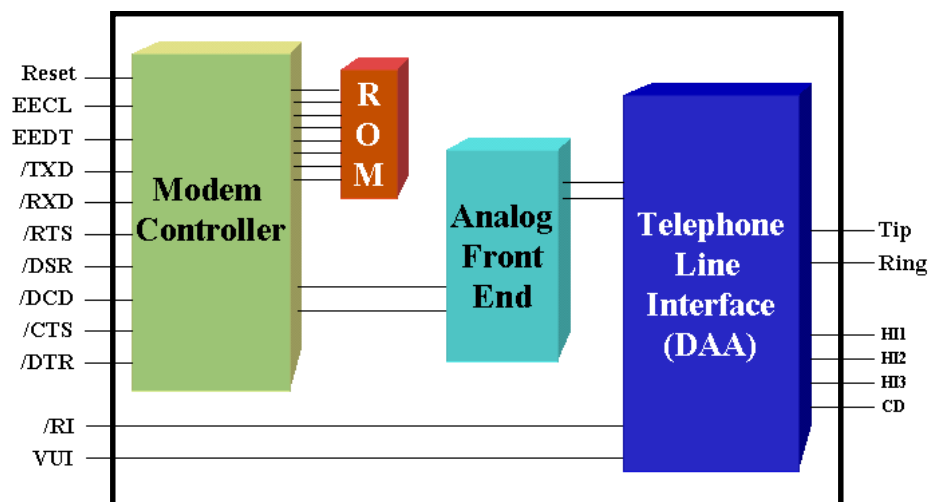 Reset
EECL
EEDT
/TXD
/RXD
/RTS
/DSR
/DCD
/CTS
/DTR
/RI
VUI
Modem
Controller
R
O
M
Analog
Front
End
Telephone
Line
Interface
(DAA)
Tip
Ring
HI1
HI2
HI3
CD